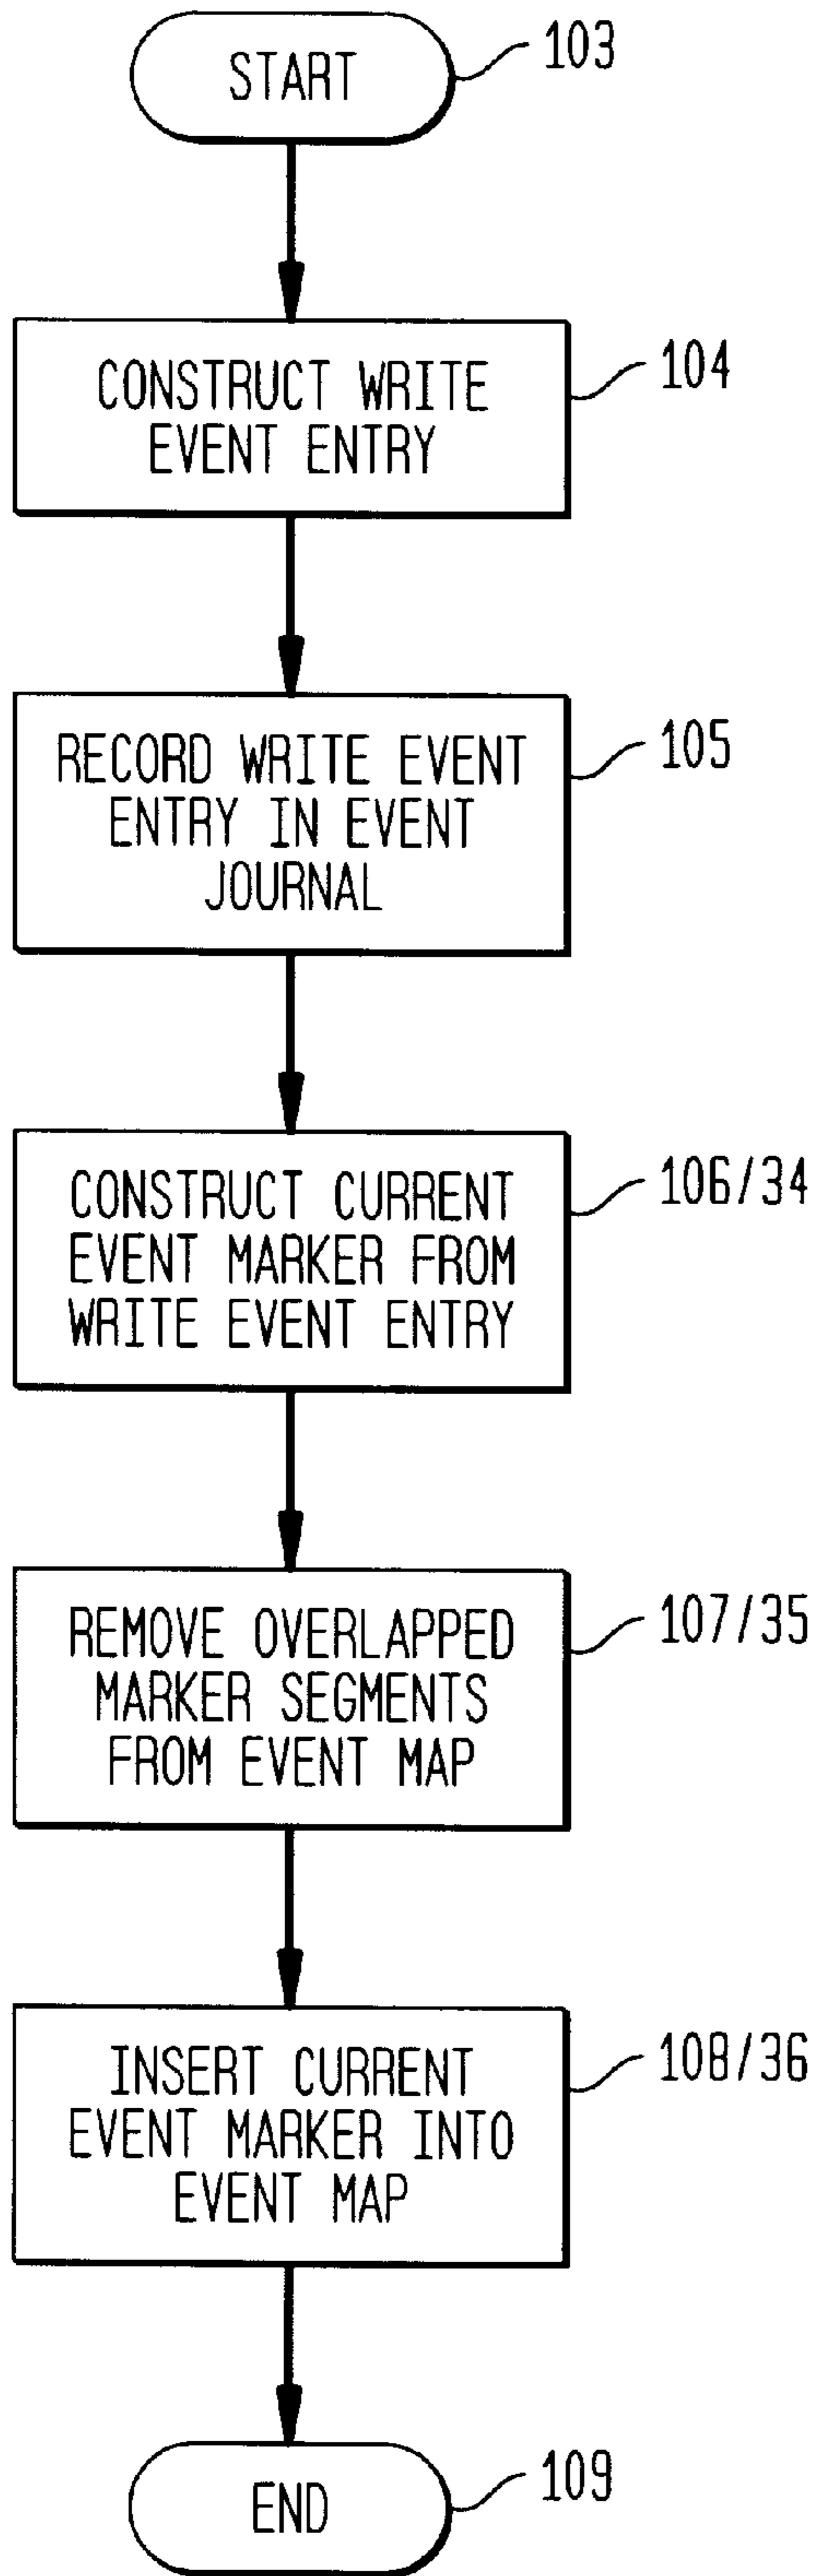 START
103
CONSTRUCT WRITE
EVENT ENTRY
104
RECORD WRITE EVENT
ENTRY IN EVENT
JOURNAL
105
CONSTRUCT CURRENT
EVENT MARKER FROM
WRITE EVENT ENTRY
106/34
REMOVE OVERLAPPED
MARKER SEGMENTS
FROM EVENT MAP
107/35
INSERT CURRENT
EVENT MARKER INTO
EVENT MAP
108/36
END
109